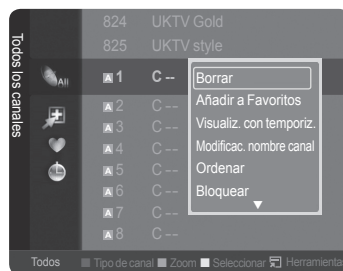 824 UKTV Gold
825 UKTV style
Todos los canales
All
A 1 C --
A 2 C --
A 3 C --
A 4 C --
A 5 C --
A 6 C --
A 7 C --
A 8 C --
Borrar
Añadir a Favoritos
Visualiz. con temporiz.
Modificac. nombre canal
Ordenar
Bloquear
Todos Tipo de canal Zoom Seleccionar Herramienta